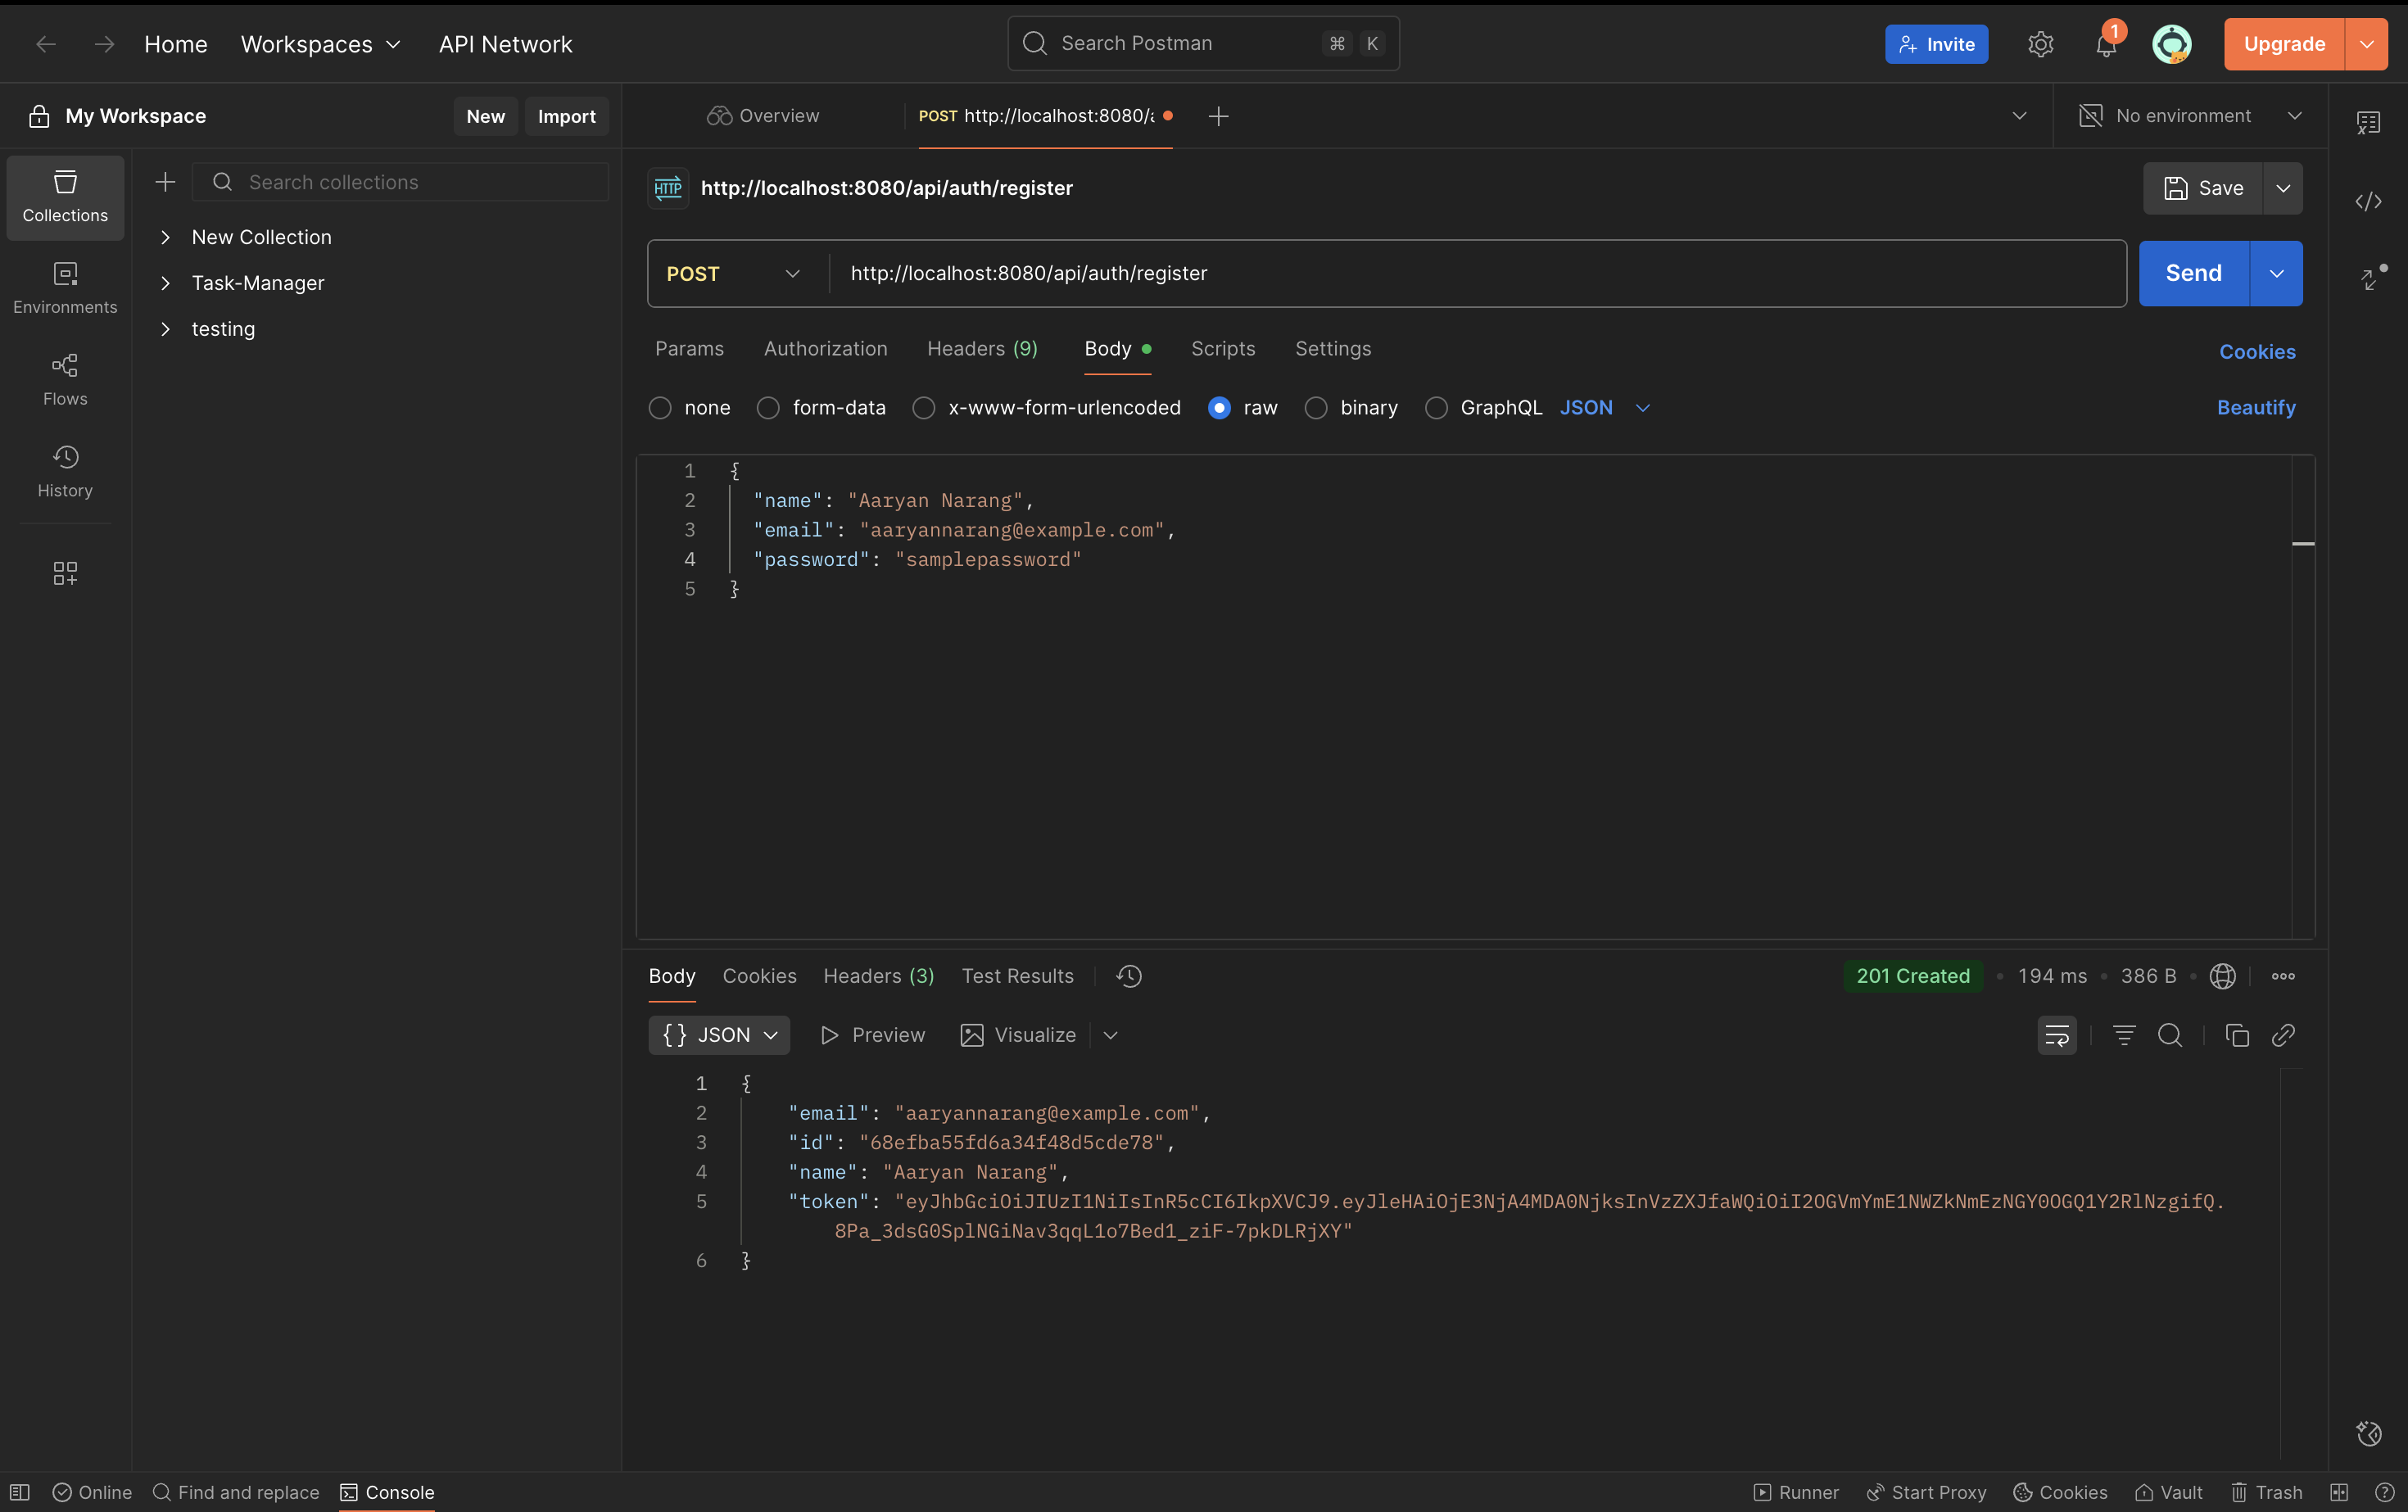 Home Workspaces API Network
Search Postman ⌘ K
Invite 1 Upgrade
My Workspace New Import
Overview POST http://localhost:8080/a No environment
Collections
Environments
Flows
History
Search collections
New Collection
Task-Manager
testing
HTTP http://localhost:8080/api/auth/register Save
POST http://localhost:8080/api/auth/register Send
Params Authorization Headers (9) Body Scripts Settings Cookies
none form-data x-www-form-urlencoded raw binary GraphQL JSON Beautify
1 {
2 "name": "Aaryan Narang",
3 "email": "aaryannarang@example.com",
4 "password": "samplepassword"
5 }
Body Cookies Headers (3) Test Results 201 Created 194 ms 386 B
{} JSON Preview Visualize
1 {
2 "email": "aaryannarang@example.com",
3 "id": "68efba55fd6a34f48d5cde78",
4 "name": "Aaryan Narang",
5 "token": "eyJhbGciOiJIUzI1NiIsInR5cCI6IkpXVCJ9.eyJleHAiOjE3NjA4MDA0NjksInVzZXJfaWQiOiI2OGVmYmE1NWZkNmEzNGY0OGQ1Y2RlNzgifQ.
8Pa_3dsG0SplNGiNav3qqL1o7Bed1_ziF-7pkDLRjXY"
6 }
Online Find and replace Console Runner Start Proxy Cookies Vault Trash